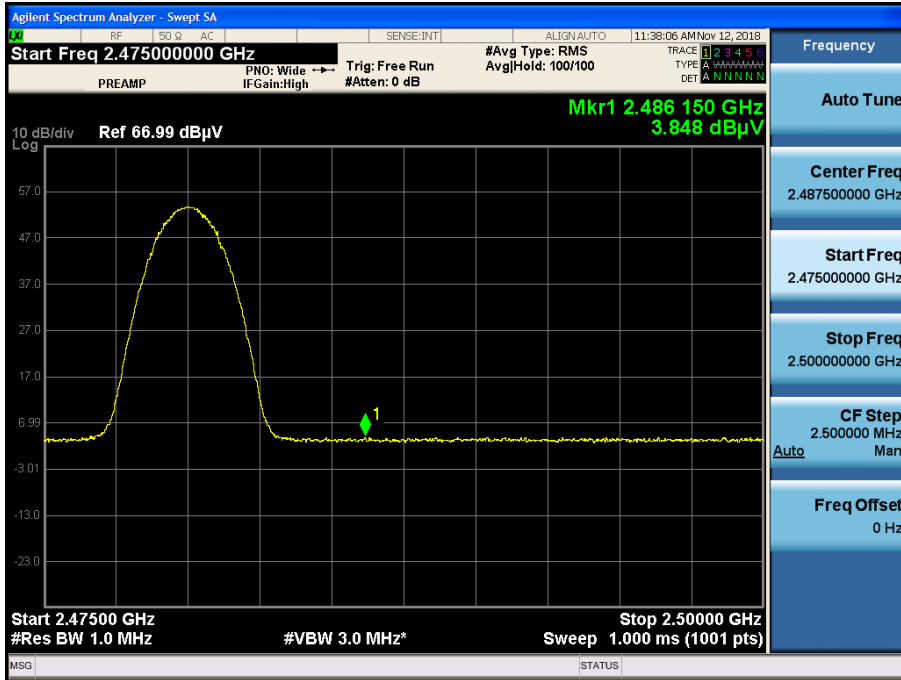 Agilent Spectrum Analyzer - Swept SA
LXI RF 50 Ω AC SENSE:INT ALIGNAUTO 11:38:06 AMNov 12, 2018
Start Freq 2.475000000 GHz
PREAMP
PNO: Wide
IFGain:High
Trig: Free Run
#Atten: 0 dB
#Avg Type: RMS
Avg|Hold: 100/100
TRACE 1 2 3 4 5 6
TYPE A WWWWW
DET A N N N N N
Mkr1 2.486 150 GHz
3.848 dBµV
10 dB/div Ref 66.99 dBµV
Log
57.0
47.0
37.0
27.0
17.0
6.99
-3.01
-13.0
-23.0
1
Start 2.47500 GHz Stop 2.50000 GHz
#Res BW 1.0 MHz #VBW 3.0 MHz* Sweep 1.000 ms (1001 pts)
MSG STATUS
Frequency
Auto Tune
Center Freq
2.487500000 GHz
Start Freq
2.475000000 GHz
Stop Freq
2.500000000 GHz
CF Step
2.500000 MHz
Auto Man
Freq Offset
0 Hz